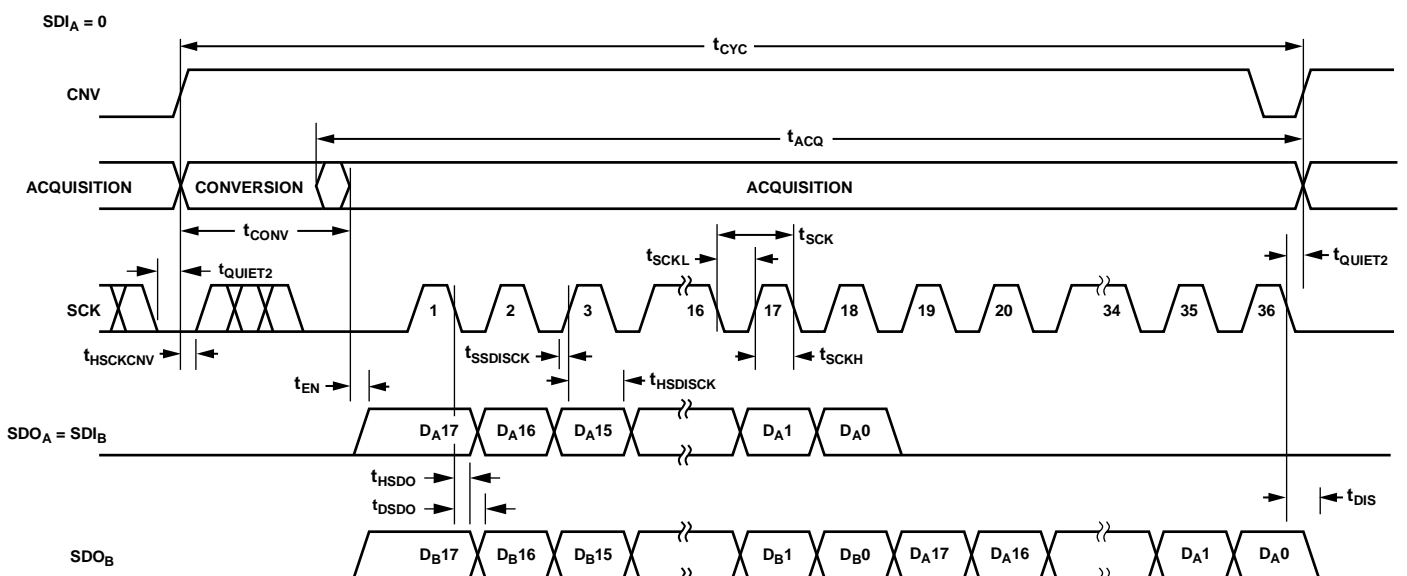 SDIA = 0
tCYC
CNV
tACQ
ACQUISITION CONVERSION ACQUISITION
tCONV
tSCK
tSCKL
tQUIET2 tQUIET2
SCK 1 2 3 16 17 18 19 20 34 35 36
tHSCKCNV tSSDISCK tSCKH
tEN tHSDISCK
SDOA = SDIB DA17 DA16 DA15 DA1 DA0
tHSDO
tDSDO tDIS
SDOB DB17 DB16 DB15 DB1 DB0 DA17 DA16 DA1 DA0